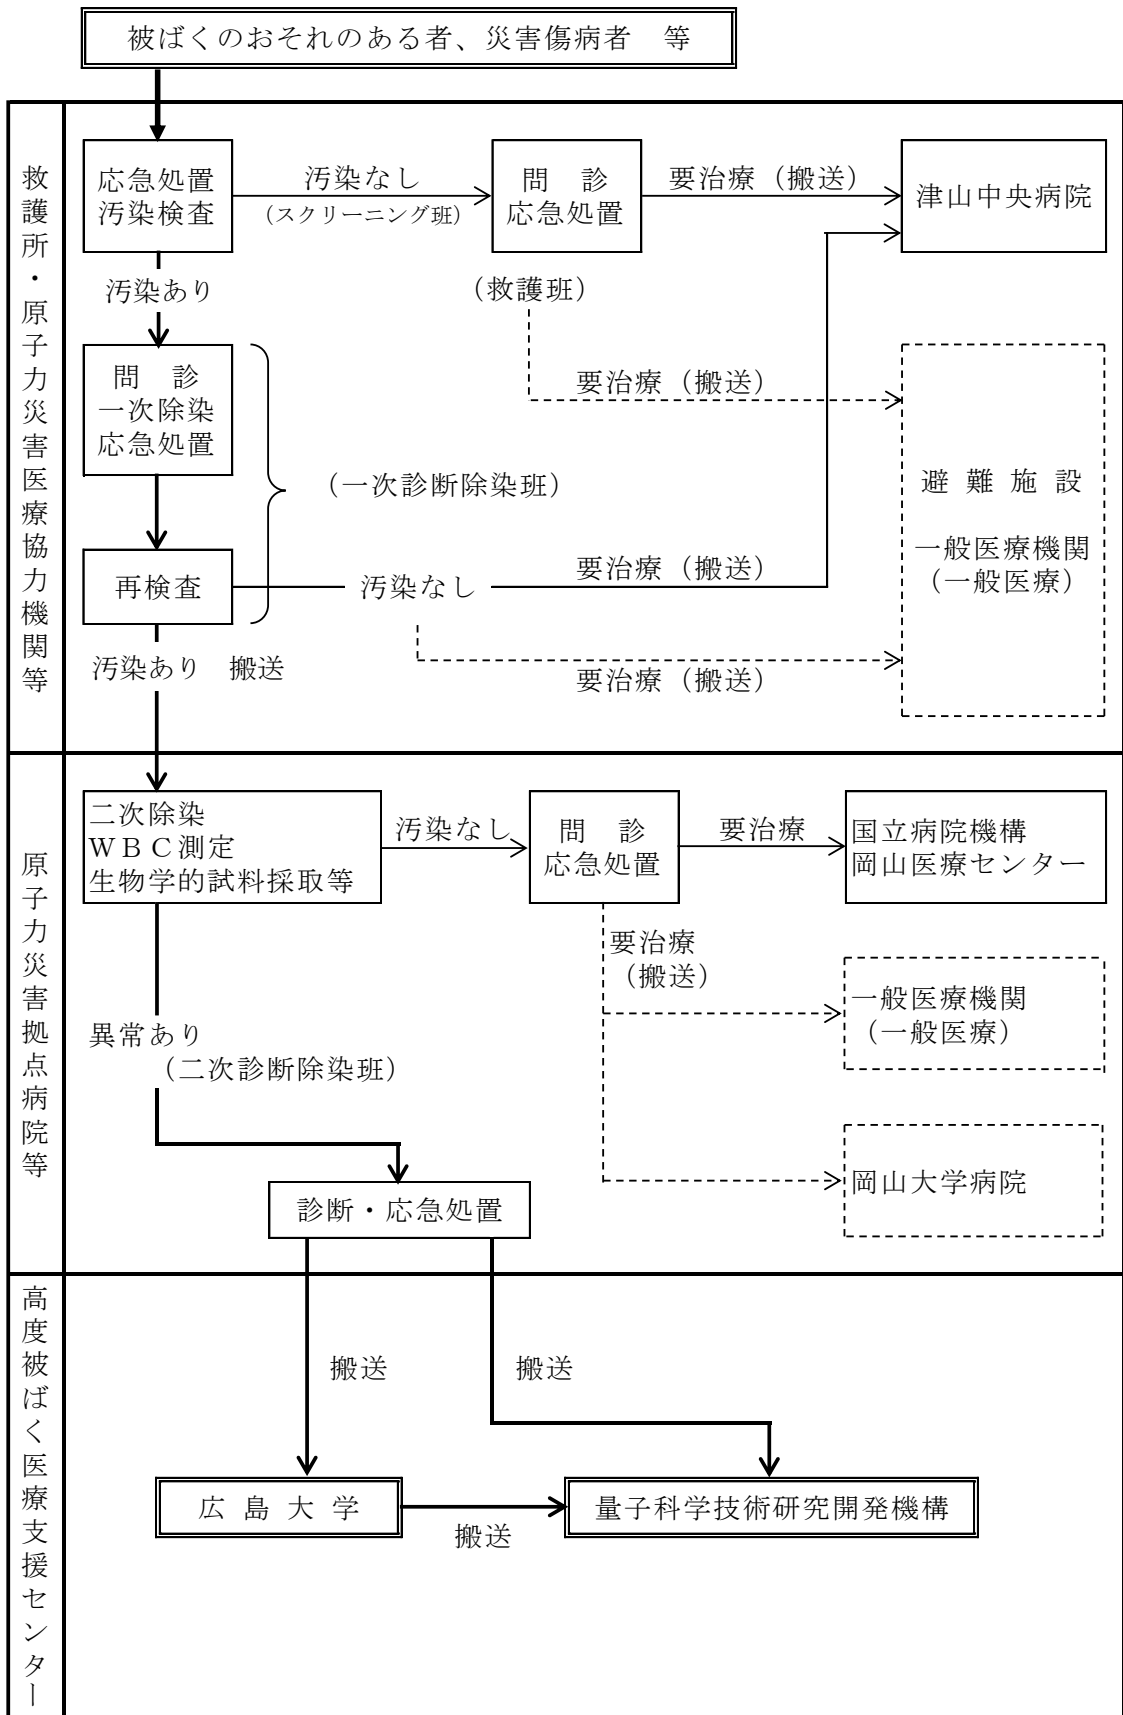 被ばくのおそれのある者、災害傷病者　等
救護所・原子力災害医療協力機関等
応急処置
汚染検査
汚染なし
（スクリーニング班）
問　診
応急処置
要治療（搬送）
津山中央病院
汚染あり
（救護班）
問　診
一次除染
応急処置
要治療（搬送）
（一次診断除染班）
避 難 施 設
一般医療機関
（一般医療）
再検査
汚染なし
要治療（搬送）
汚染あり　搬送
要治療（搬送）
原子力災害拠点病院等
二次除染
ＷＢＣ測定
生物学的試料採取等
汚染なし
問　診
応急処置
要治療
国立病院機構
岡山医療センター
要治療
（搬送）
一般医療機関
（一般医療）
異常あり
（二次診断除染班）
岡山大学病院
診断・応急処置
高度被ばく医療支援センター
搬送
搬送
広 島 大 学
搬送
量子科学技術研究開発機構